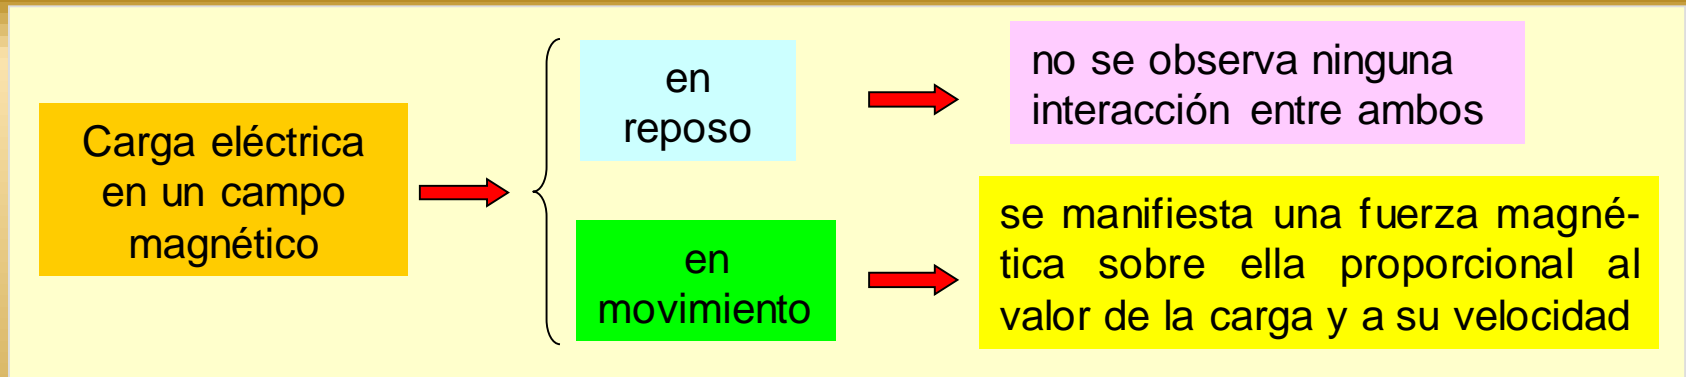 Carga eléctrica
en un campo
magnético
en
reposo
no se observa ninguna
interacción entre ambos
en
movimiento
se manifiesta una fuerza magné-
tica sobre ella proporcional al
valor de la carga y a su velocidad